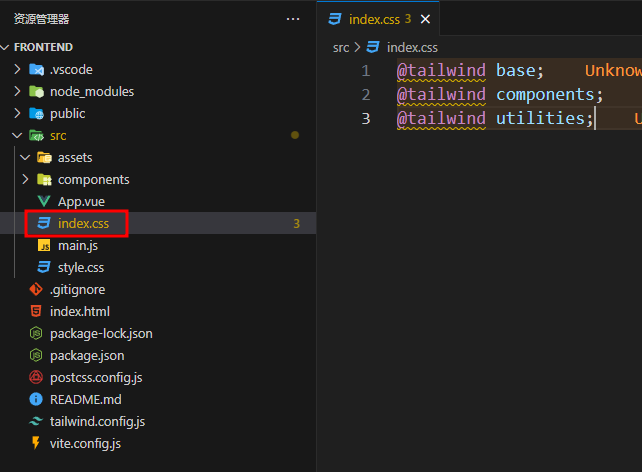 资源管理器 ···
FRONTEND
.vscode
node_modules
public
src
assets
components
App.vue
index.css 3
main.js
style.css
.gitignore
index.html
package-lock.json
package.json
postcss.config.js
README.md
tailwind.config.js
vite.config.js
index.css 3
src > index.css
1 @tailwind base; Unknow
2 @tailwind components;
3 @tailwind utilities; U